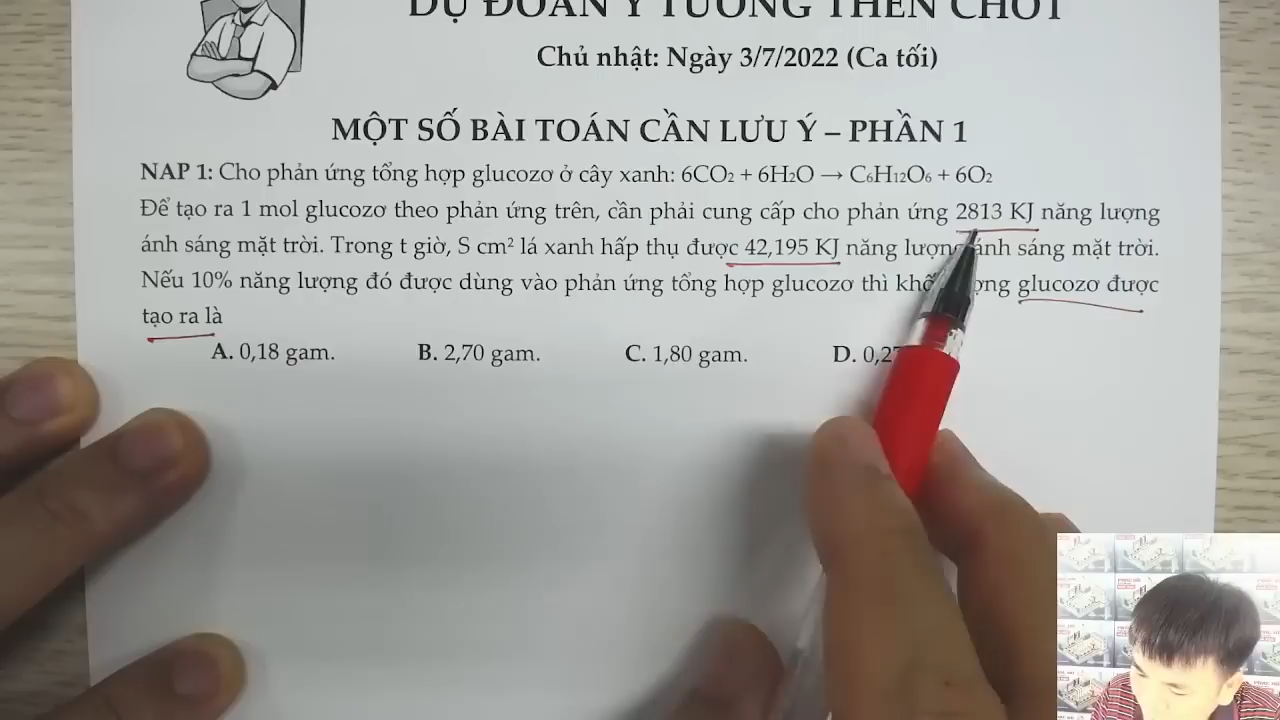 DỰ ĐOÁN Ý TƯỞNG THEN CHỐT
Chủ nhật: Ngày 3/7/2022 (Ca tối)
MỘT SỐ BÀI TOÁN CẦN LƯU Ý – PHẦN 1
NAP 1: Cho phản ứng tổng hợp glucozơ ở cây xanh: 6CO₂ + 6H₂O → C₆H₁₂O₆ + 6O₂
Để tạo ra 1 mol glucozơ theo phản ứng trên, cần phải cung cấp cho phản ứng 2813 KJ năng lượng
ánh sáng mặt trời. Trong t giờ, S cm² lá xanh hấp thụ được 42,195 KJ năng lượng ánh sáng mặt trời.
Nếu 10% năng lượng đó được dùng vào phản ứng tổng hợp glucozơ thì khối lượng glucozơ được
tạo ra là
A. 0,18 gam. B. 2,70 gam. C. 1,80 gam. D. 0,27